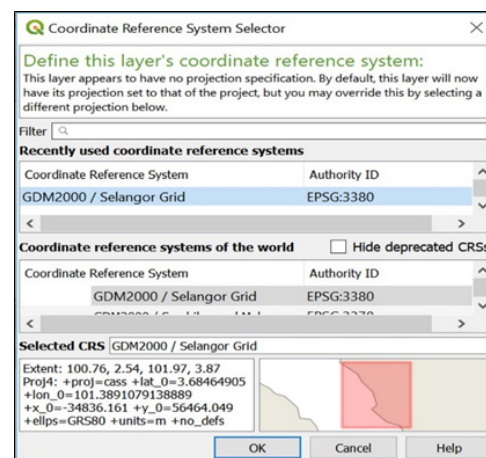 Coordinate Reference System Selector
Define this layer's coordinate reference system:
This layer appears to have no projection specification. By default, this layer will now
have its projection set to that of the project, but you may override this by selecting a
different projection below.
Filter
Recently used coordinate reference systems
Coordinate Reference System Authority ID
GDM2000 / Selangor Grid EPSG:3380
Coordinate reference systems of the world Hide deprecated CRSs
Coordinate Reference System Authority ID
GDM2000 / Selangor Grid EPSG:3380
Selected CRS GDM2000 / Selangor Grid
Extent: 100.76, 2.54, 101.97, 3.87
Proj4: +proj=cass +lat_0=3.68464905
+lon_0=101.3891079138889
+x_0=-34836.161 +y_0=56464.049
+ellps=GRS80 +units=m +no_defs
OK Cancel Help